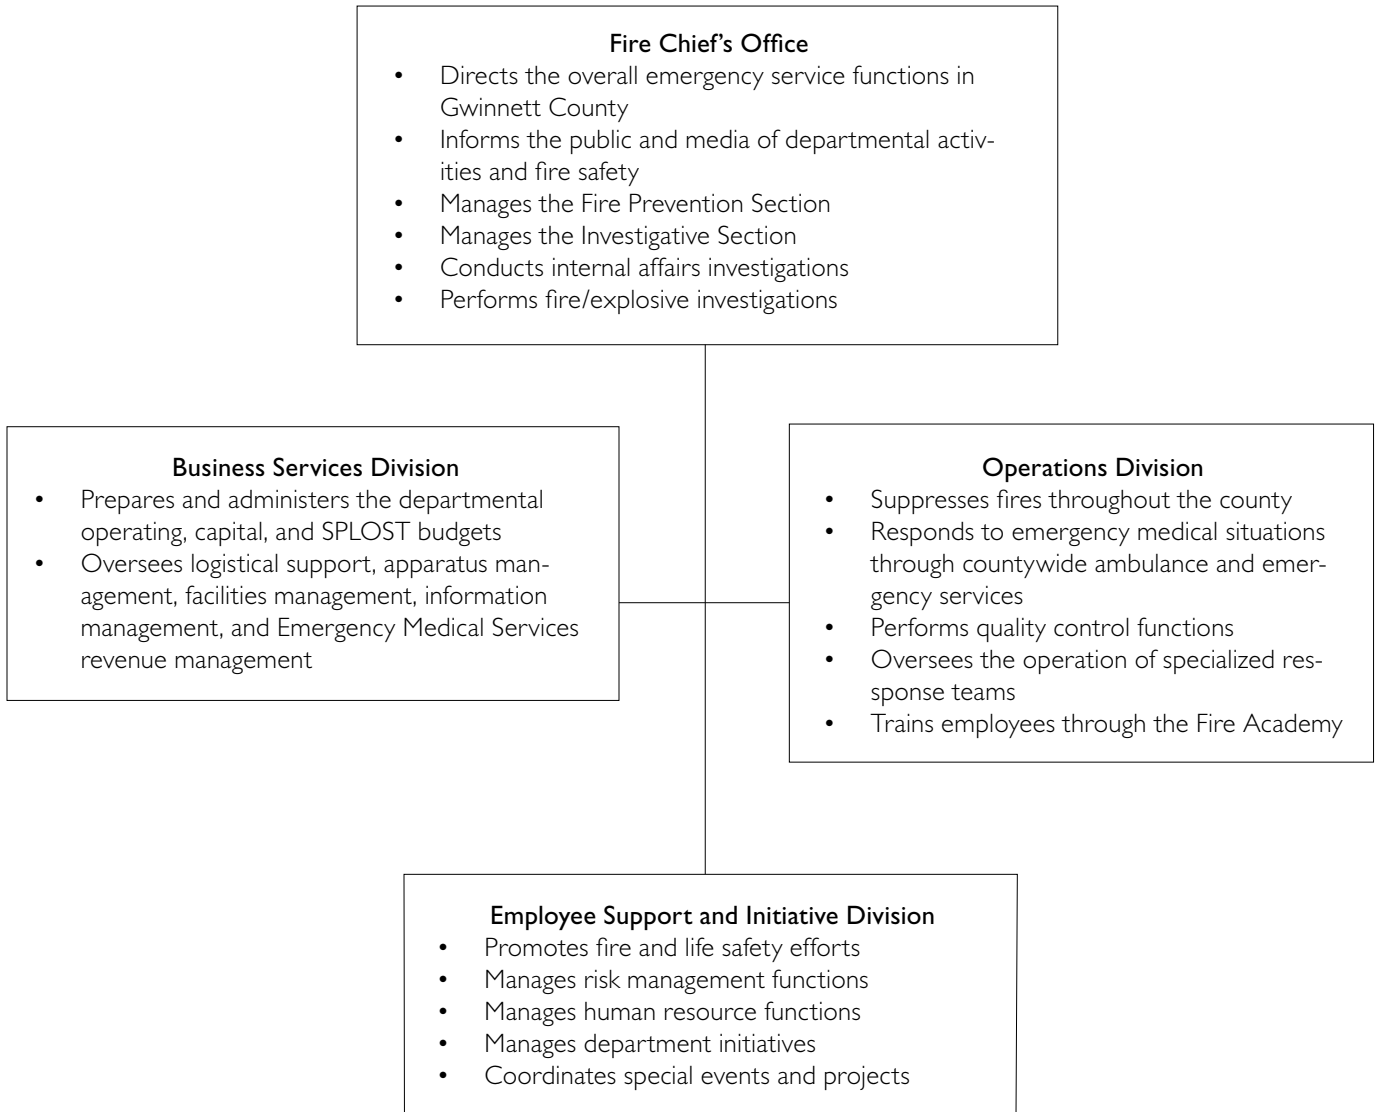 Fire Chief’s Office
• Directs the overall emergency service functions in
Gwinnett County
• Informs the public and media of departmental activ-
ities and fire safety
• Manages the Fire Prevention Section
• Manages the Investigative Section
• Conducts internal affairs investigations
• Performs fire/explosive investigations
Business Services Division
• Prepares and administers the departmental
operating, capital, and SPLOST budgets
• Oversees logistical support, apparatus man-
agement, facilities management, information
management, and Emergency Medical Services
revenue management
Operations Division
• Suppresses fires throughout the county
• Responds to emergency medical situations
through countywide ambulance and emer-
gency services
• Performs quality control functions
• Oversees the operation of specialized res-
ponse teams
• Trains employees through the Fire Academy
Employee Support and Initiative Division
• Promotes fire and life safety efforts
• Manages risk management functions
• Manages human resource functions
• Manages department initiatives
• Coordinates special events and projects